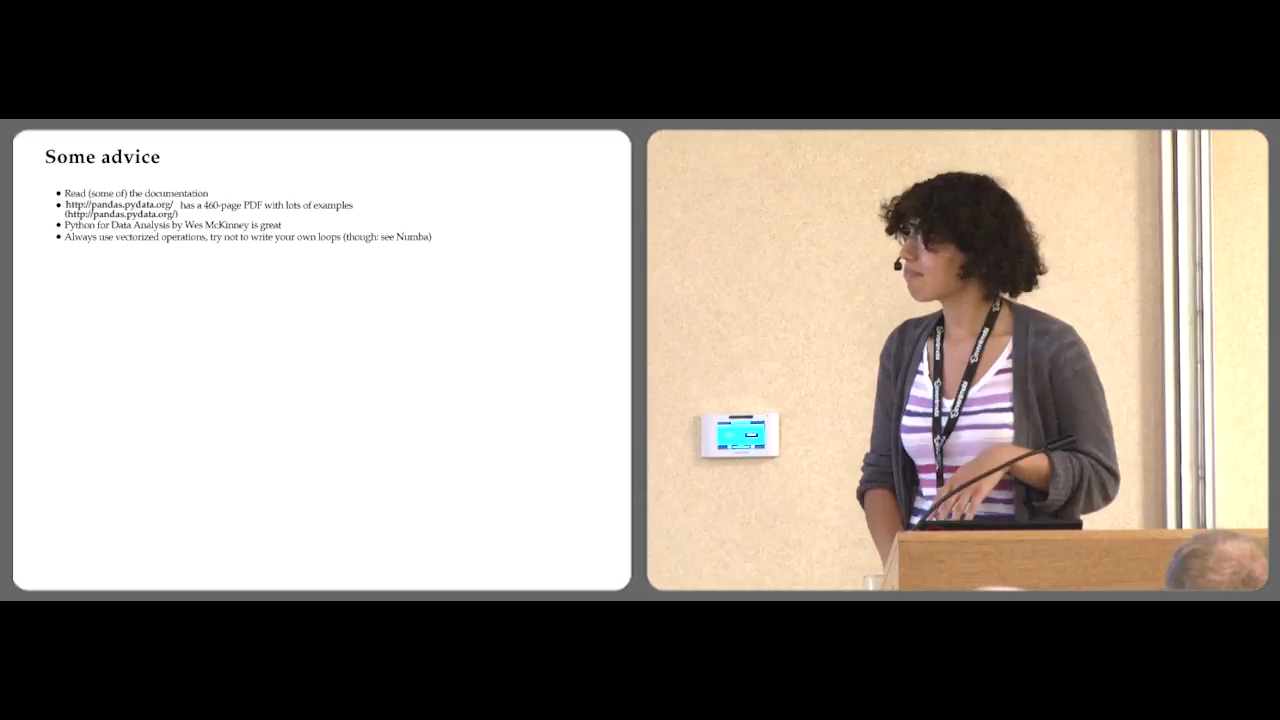 Some advice
• Read (some of) the documentation
• http://pandas.pydata.org/ has a 460-page PDF with lots of examples
(http://pandas.pydata.org/)
• Python for Data Analysis by Wes McKinney is great
• Always use vectorized operations, try not to write your own loops (though: see Numba)